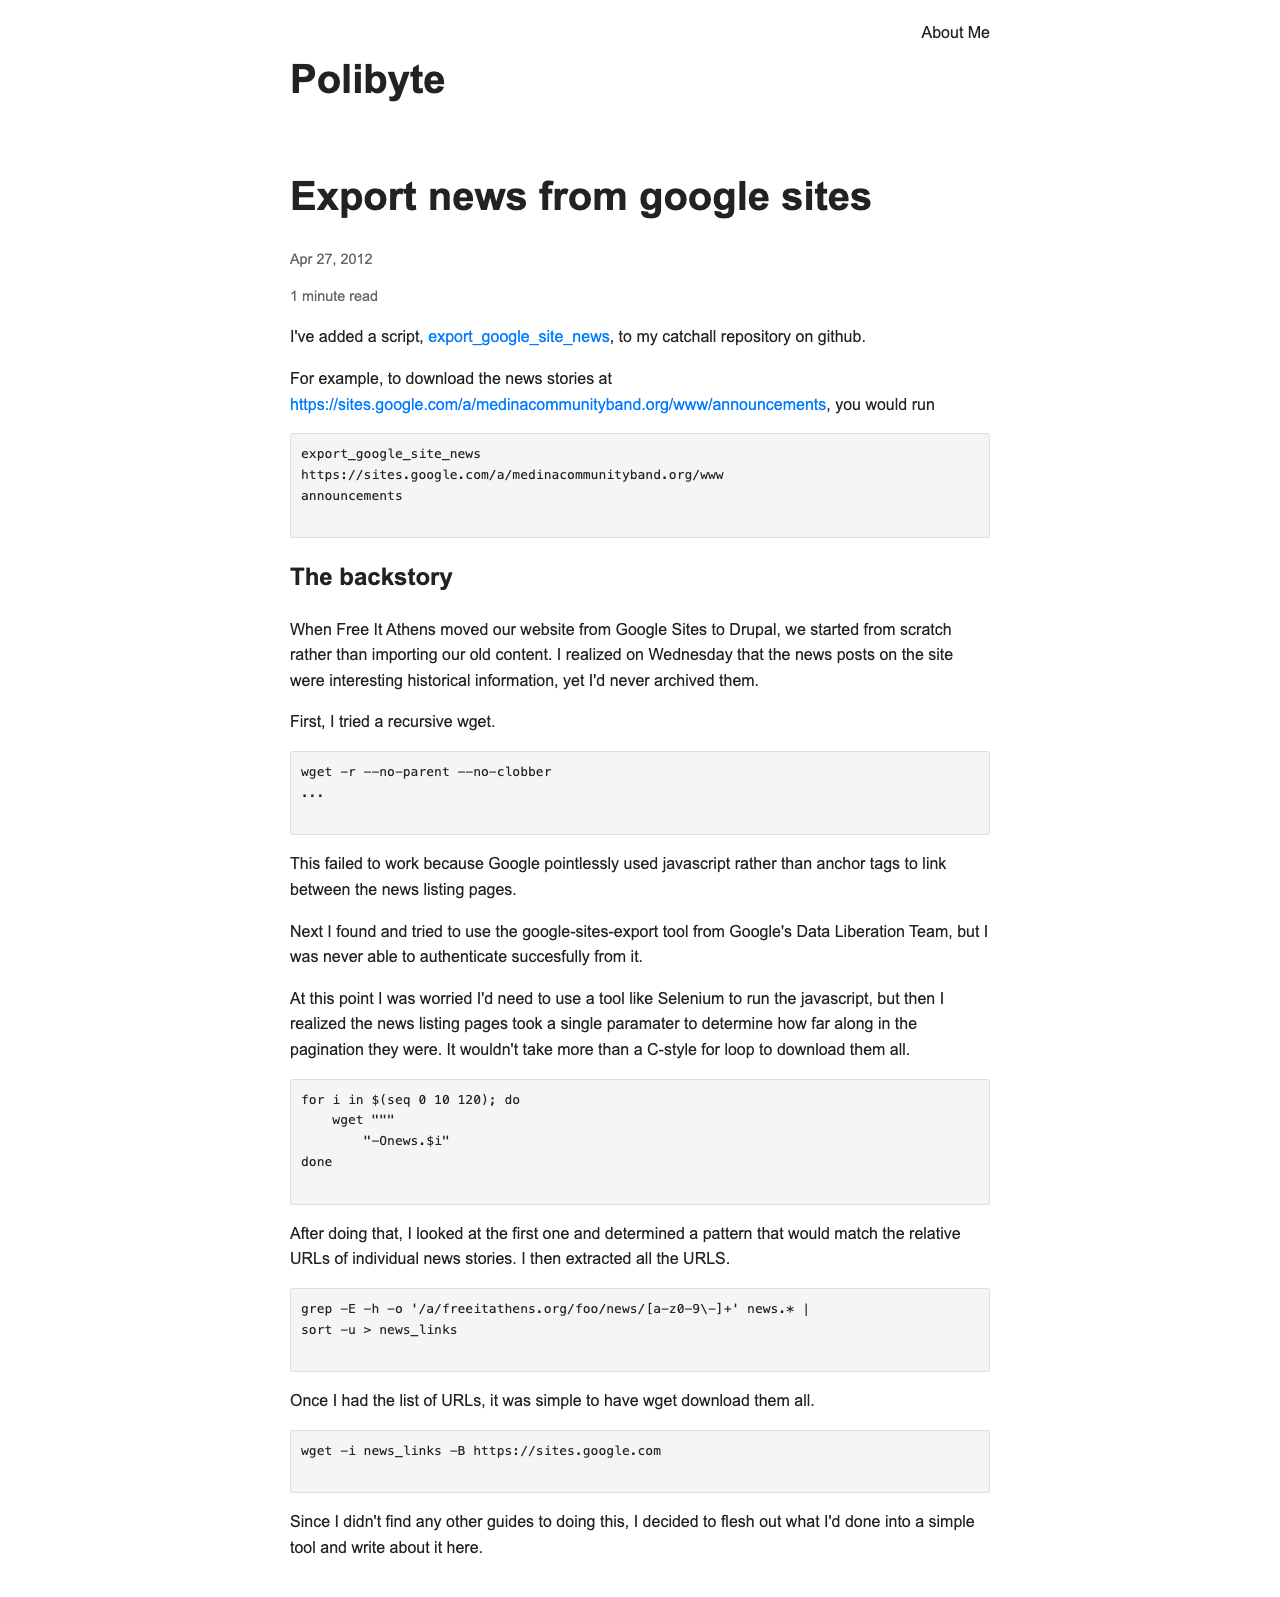 About Me
Polibyte
Export news from google sites
Apr 27, 2012
1 minute read
I've added a script, export_google_site_news, to my catchall repository on github.
For example, to download the news stories at
https://sites.google.com/a/medinacommunityband.org/www/announcements, you would run
export_google_site_news
https://sites.google.com/a/medinacommunityband.org/www
announcements
The backstory
When Free It Athens moved our website from Google Sites to Drupal, we started from scratch
rather than importing our old content. I realized on Wednesday that the news posts on the site
were interesting historical information, yet I'd never archived them.
First, I tried a recursive wget.
wget -r --no-parent --no-clobber
...
This failed to work because Google pointlessly used javascript rather than anchor tags to link
between the news listing pages.
Next I found and tried to use the google-sites-export tool from Google's Data Liberation Team, but I
was never able to authenticate succesfully from it.
At this point I was worried I'd need to use a tool like Selenium to run the javascript, but then I
realized the news listing pages took a single paramater to determine how far along in the
pagination they were. It wouldn't take more than a C-style for loop to download them all.
for i in $(seq 0 10 120); do
    wget """
        "-Onews.$i"
done
After doing that, I looked at the first one and determined a pattern that would match the relative
URLs of individual news stories. I then extracted all the URLS.
grep -E -h -o '/a/freeitathens.org/foo/news/[a-z0-9\-]+' news.* |
sort -u > news_links
Once I had the list of URLs, it was simple to have wget download them all.
wget -i news_links -B https://sites.google.com
Since I didn't find any other guides to doing this, I decided to flesh out what I'd done into a simple
tool and write about it here.